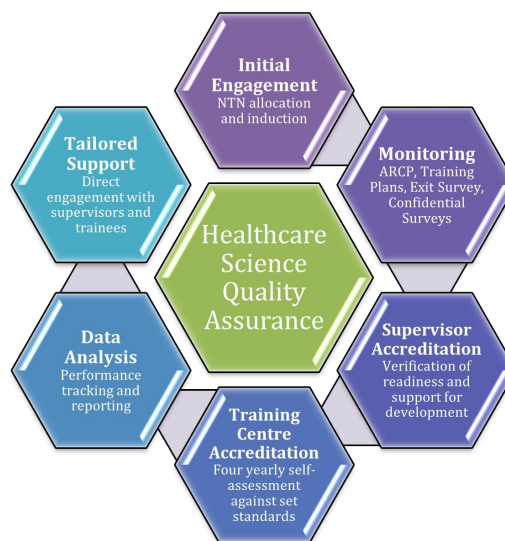 Initial
Engagement
NTN allocation
and induction
Monitoring
ARCP, Training
Plans, Exit Survey,
Confidential
Surveys
Supervisor
Accreditation
Verification of
readiness and
support for
development
Training
Centre
Accreditation
Four yearly self-
assessment
against set
standards
Data
Analysis
Performance
tracking and
reporting
Tailored
Support
Direct
engagement with
supervisors and
trainees
Healthcare
Science
Quality
Assurance